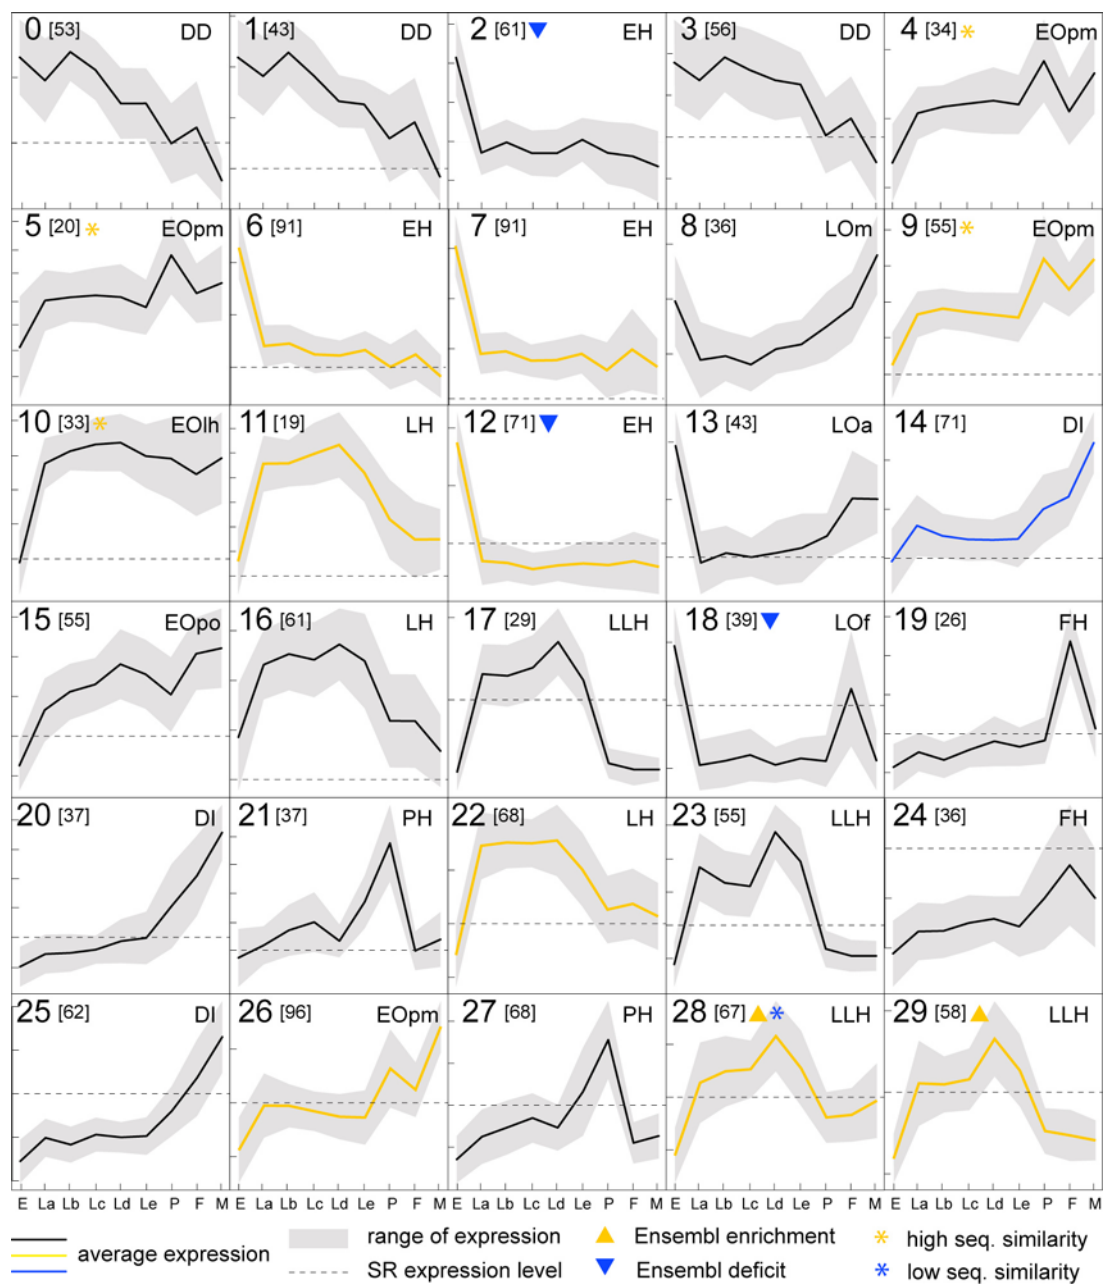 0 [53] DD 1 [43] DD 2 [61] EH 3 [56] DD 4 [34] EOpm
5 [20] EOpm 6 [91] EH 7 [91] EH 8 [36] LOm 9 [55] EOpm
10 [33] EOlh 11 [19] LH 12 [71] EH 13 [43] LOa 14 [71] DI
15 [55] EOpo 16 [61] LH 17 [29] LLH 18 [39] LOf 19 [26] FH
20 [37] DI 21 [37] PH 22 [68] LH 23 [55] LLH 24 [36] FH
25 [62] DI 26 [96] EOpm 27 [68] PH 28 [67] LLH 29 [58] LLH
E La Lb Lc Ld Le P F M E La Lb Lc Ld Le P F M E La Lb Lc Ld Le P F M E La Lb Lc Ld Le P F M E La Lb Lc Ld Le P F M
average expression range of expression Ensembl enrichment high seq. similarity
SR expression level Ensembl deficit low seq. similarity